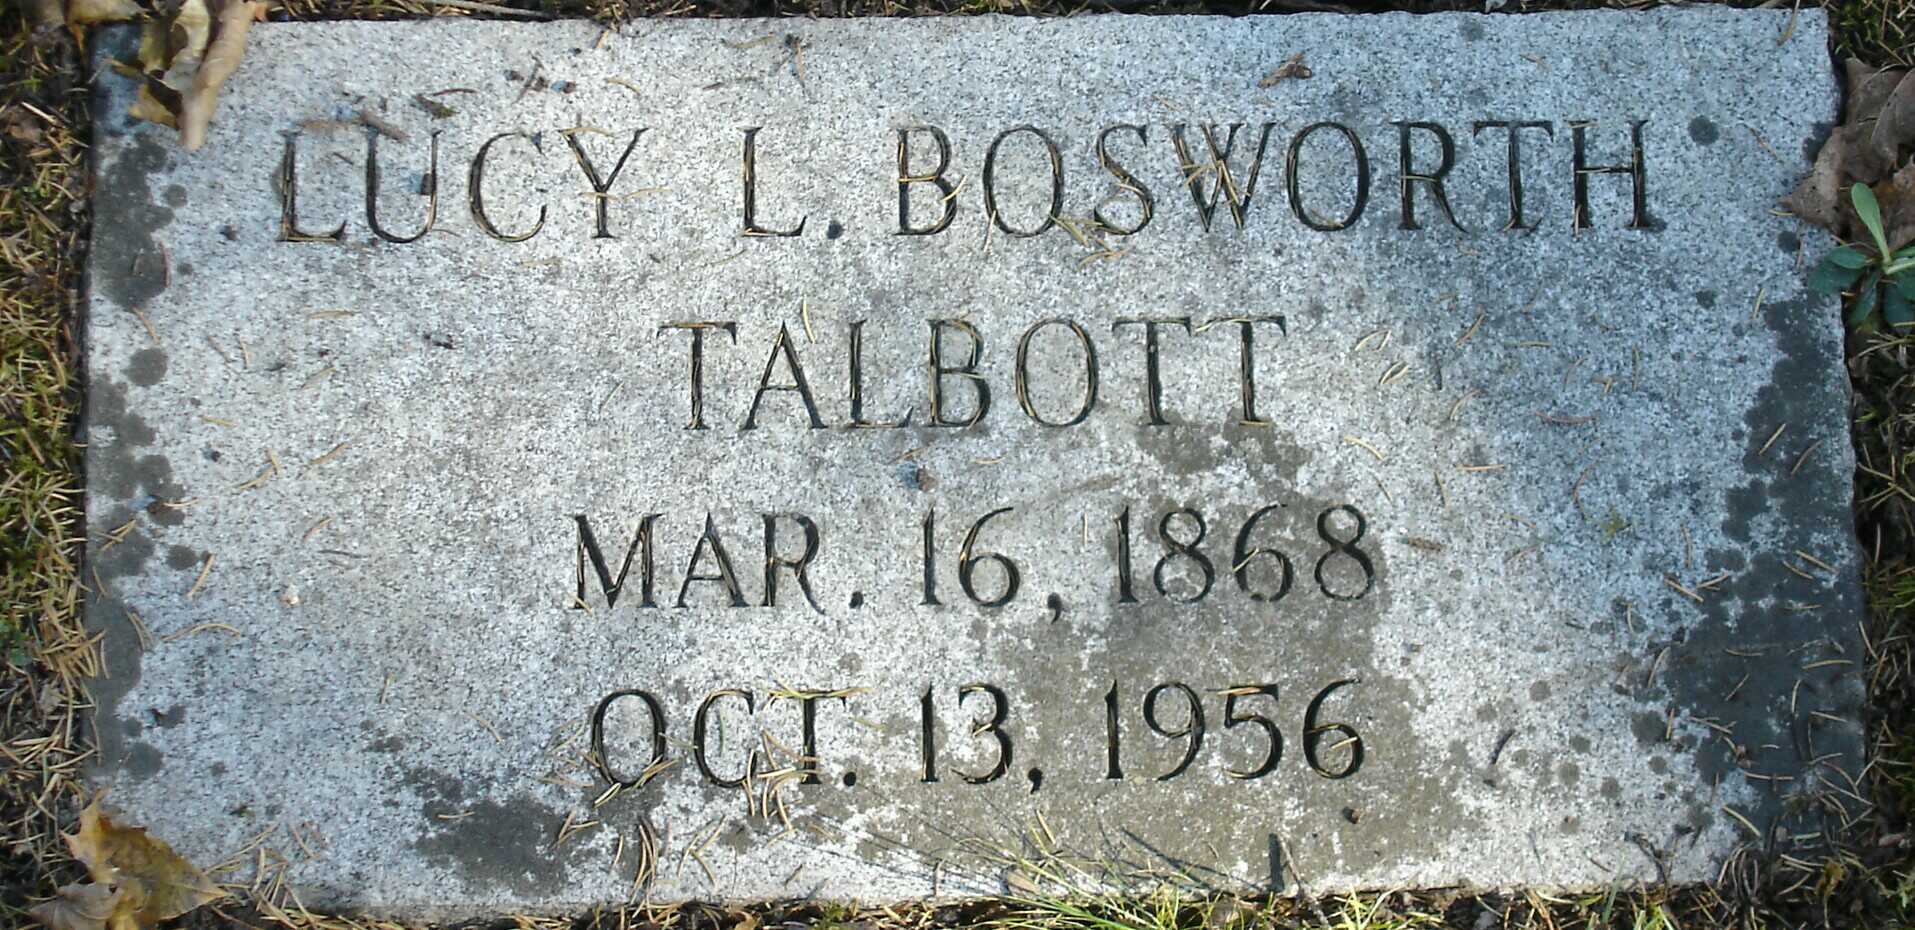 LUCY L. BOSWORTH
TALBOTT
MAR. 16, 1868
OCT. 13, 1956